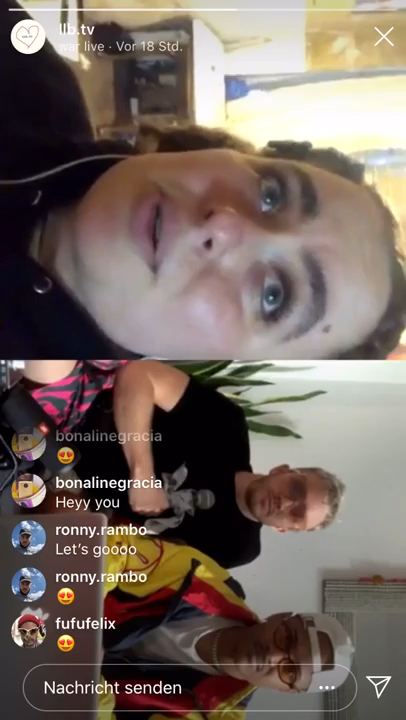 llb.tv
war live · Vor 18 Std.
bonalinegracia
😍
bonalinegracia
Heyy you
ronny.rambo
Let's goooo
ronny.rambo
😍
fufufelix
😍
Nachricht senden